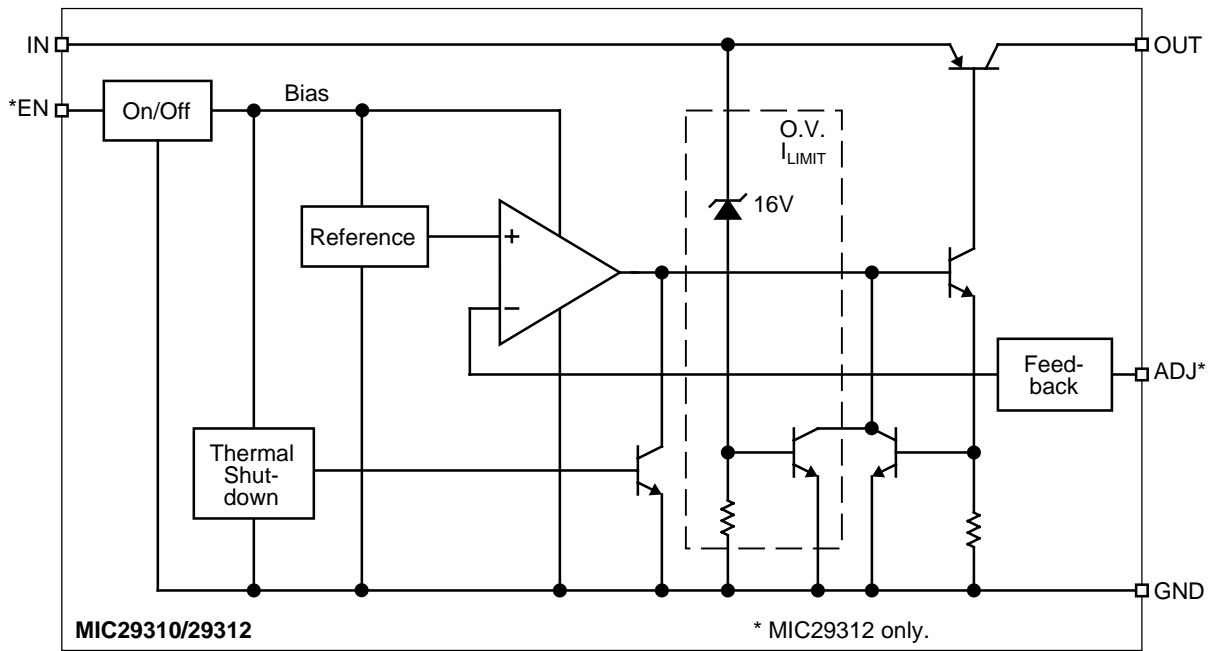 IN
OUT
*EN
On/Off
Bias
O.V.
ILIMIT
16V
Reference
+
−
Feed-
back
ADJ*
Thermal
Shut-
down
GND
MIC29310/29312
* MIC29312 only.